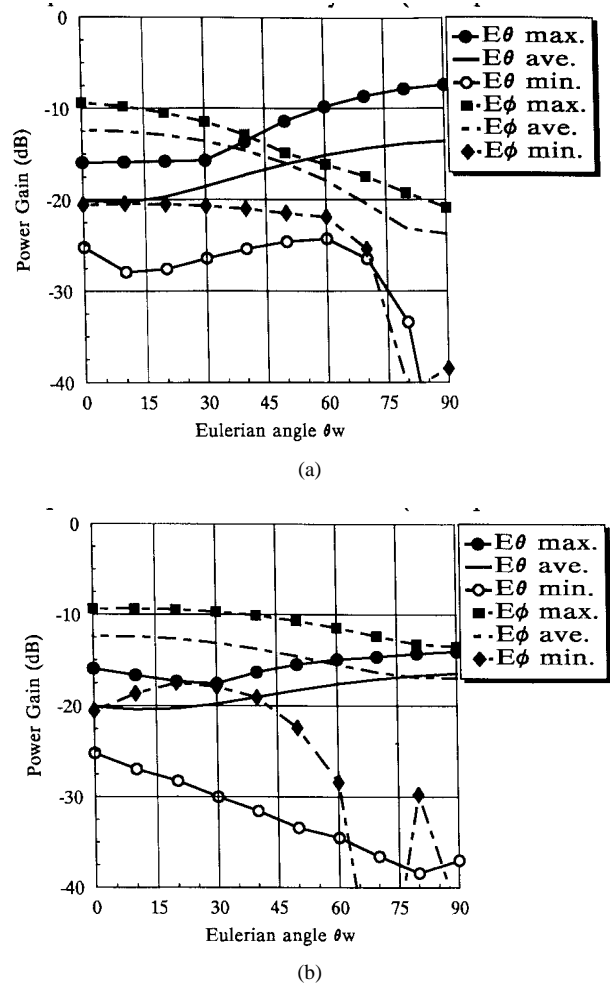 0
-10
-20
-30
-40
Power Gain (dB)
0 15 30 45 60 75 90
Eulerian angle θw
Eθ max.
Eθ ave.
Eθ min.
Eϕ max.
Eϕ ave.
Eϕ min.
(a)
0
-10
-20
-30
-40
Power Gain (dB)
0 15 30 45 60 75 90
Eulerian angle θw
Eθ max.
Eθ ave.
Eθ min.
Eϕ max.
Eϕ ave.
Eϕ min.
(b)